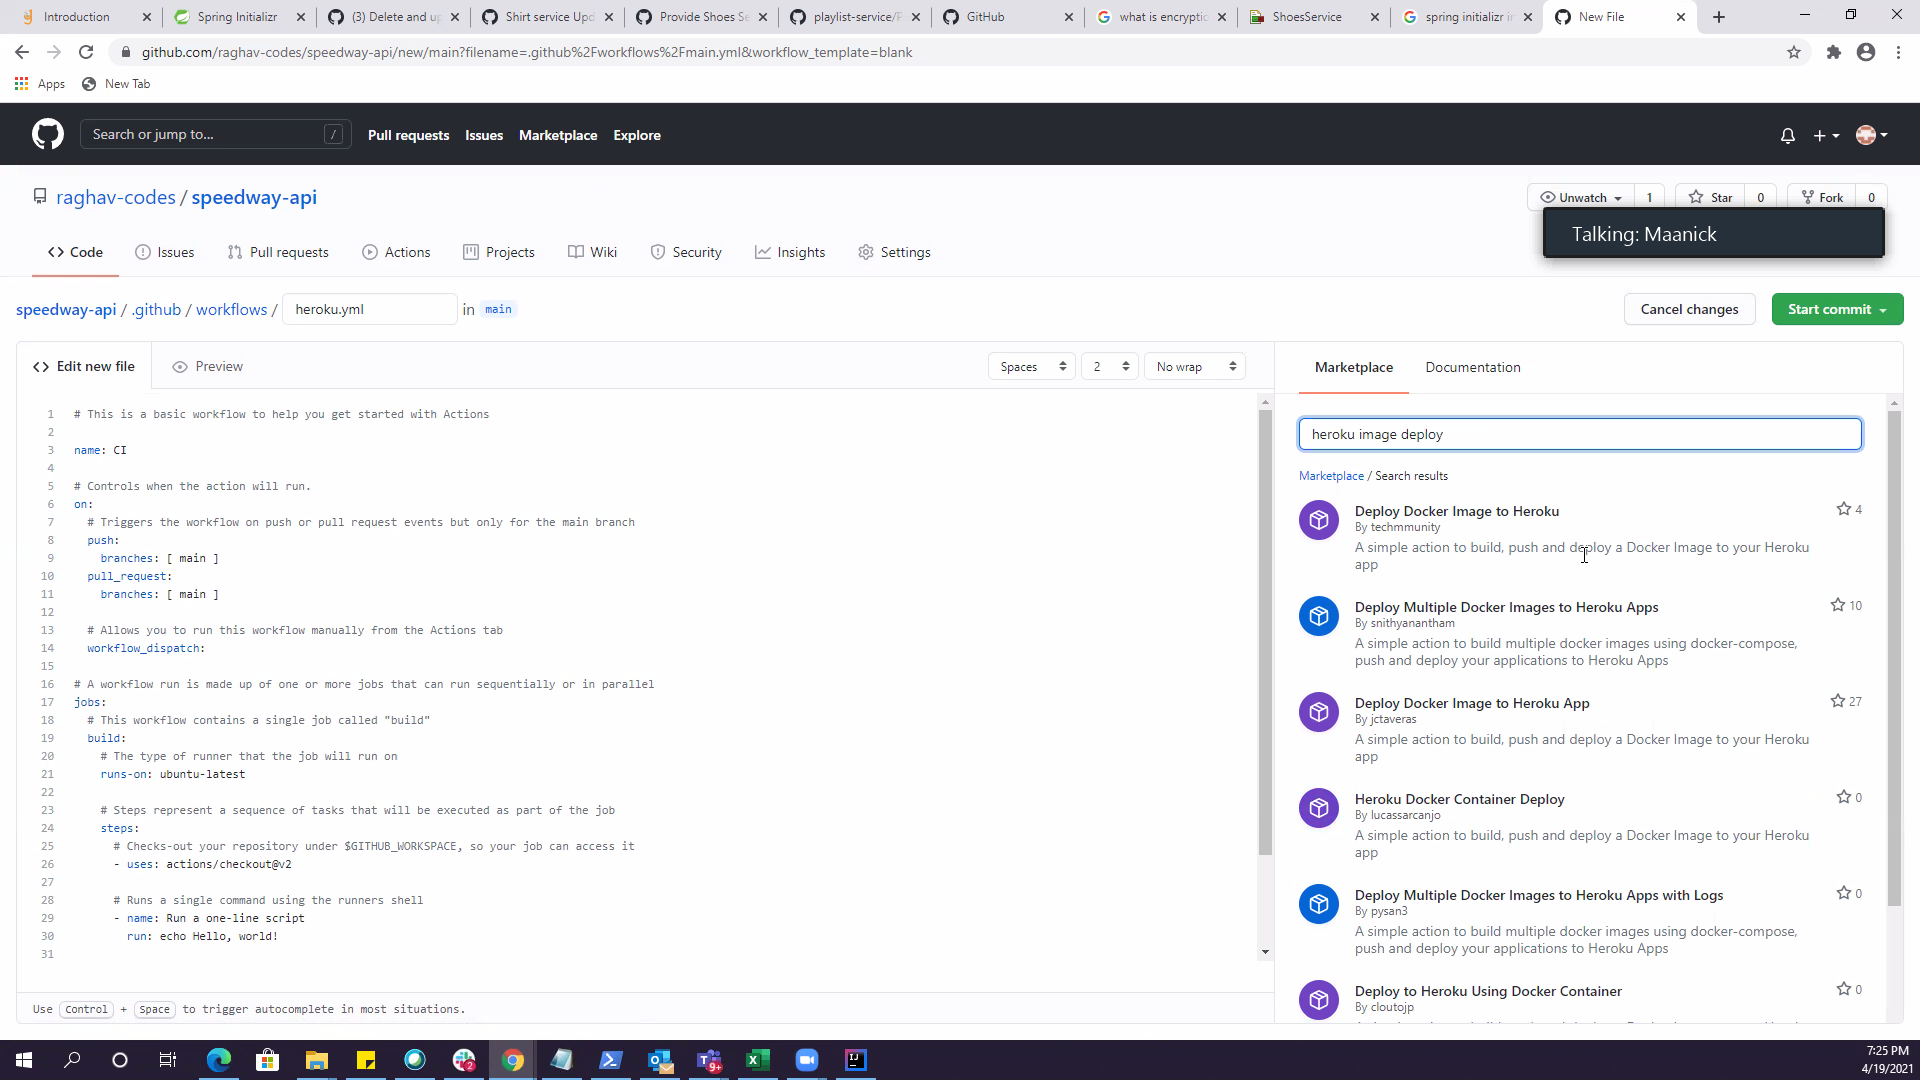 Introduction
Spring Initializr
(3) Delete and up
Shirt service Upd
Provide Shoes Se
playlist-service/P
GitHub
what is encryptio
ShoesService
spring initializr in
New File
github.com/raghav-codes/speedway-api/new/main?filename=.github%2Fworkflows%2Fmain.yml&workflow_template=blank
Apps New Tab
Search or jump to... / Pull requests Issues Marketplace Explore
raghav-codes / speedway-api
Unwatch 1 Star 0 Fork 0
Talking: Maanick
<> Code Issues Pull requests Actions Projects Wiki Security Insights Settings
speedway-api / .github / workflows / heroku.yml in main Cancel changes Start commit
<> Edit new file Preview Spaces 2 No wrap
1 # This is a basic workflow to help you get started with Actions
2
3 name: CI
4
5 # Controls when the action will run.
6 on:
7 # Triggers the workflow on push or pull request events but only for the main branch
8 push:
9 branches: [ main ]
10 pull_request:
11 branches: [ main ]
12
13 # Allows you to run this workflow manually from the Actions tab
14 workflow_dispatch:
15
16 # A workflow run is made up of one or more jobs that can run sequentially or in parallel
17 jobs:
18 # This workflow contains a single job called "build"
19 build:
20 # The type of runner that the job will run on
21 runs-on: ubuntu-latest
22
23 # Steps represent a sequence of tasks that will be executed as part of the job
24 steps:
25 # Checks-out your repository under $GITHUB_WORKSPACE, so your job can access it
26 - uses: actions/checkout@v2
27
28 # Runs a single command using the runners shell
29 - name: Run a one-line script
30 run: echo Hello, world!
31
Use Control + Space to trigger autocomplete in most situations.
Marketplace Documentation
heroku image deploy
Marketplace / Search results
Deploy Docker Image to Heroku 4
By techmmunity
A simple action to build, push and deploy a Docker Image to your Heroku
app
Deploy Multiple Docker Images to Heroku Apps 10
By snithyanantham
A simple action to build multiple docker images using docker-compose,
push and deploy your applications to Heroku Apps
Deploy Docker Image to Heroku App 27
By jctaveras
A simple action to build, push and deploy a Docker Image to your Heroku
app
Heroku Docker Container Deploy 0
By lucassarcanjo
A simple action to build, push and deploy a Docker Image to your Heroku
app
Deploy Multiple Docker Images to Heroku Apps with Logs 0
By pysan3
A simple action to build multiple docker images using docker-compose,
push and deploy your applications to Heroku Apps
Deploy to Heroku Using Docker Container 0
By cloutojp
2
9+
7:25 PM
4/19/2021